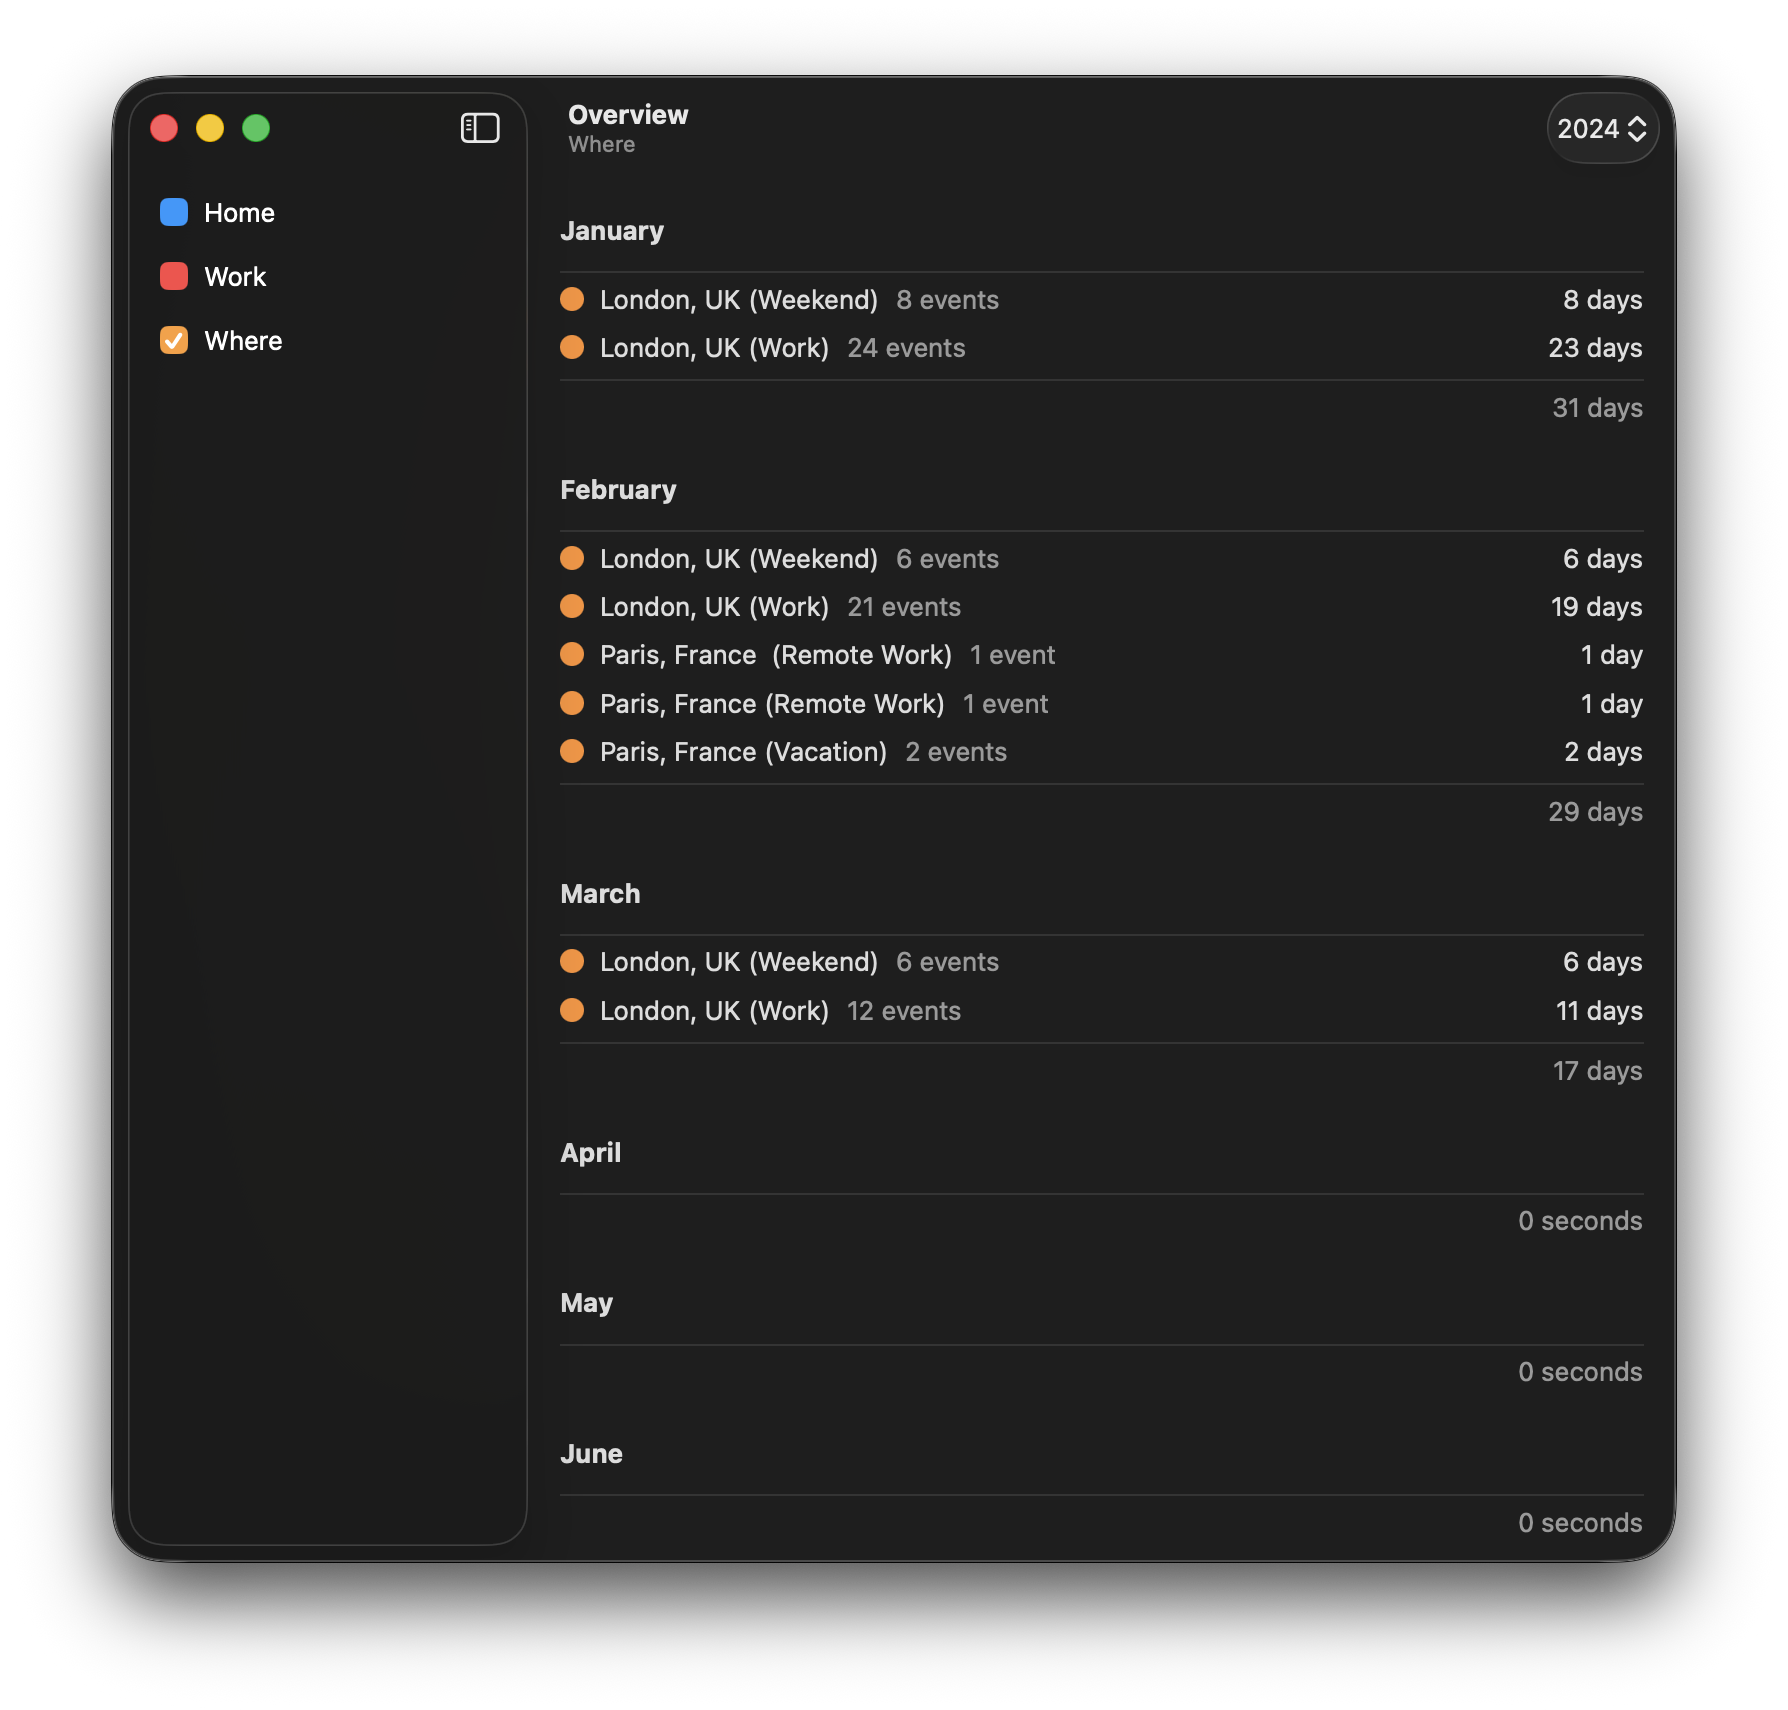 Overview
Where
2024
Home
Work
Where
January
London, UK (Weekend) 8 events 8 days
London, UK (Work) 24 events 23 days
31 days
February
London, UK (Weekend) 6 events 6 days
London, UK (Work) 21 events 19 days
Paris, France  (Remote Work) 1 event 1 day
Paris, France (Remote Work) 1 event 1 day
Paris, France (Vacation) 2 events 2 days
29 days
March
London, UK (Weekend) 6 events 6 days
London, UK (Work) 12 events 11 days
17 days
April
0 seconds
May
0 seconds
June
0 seconds